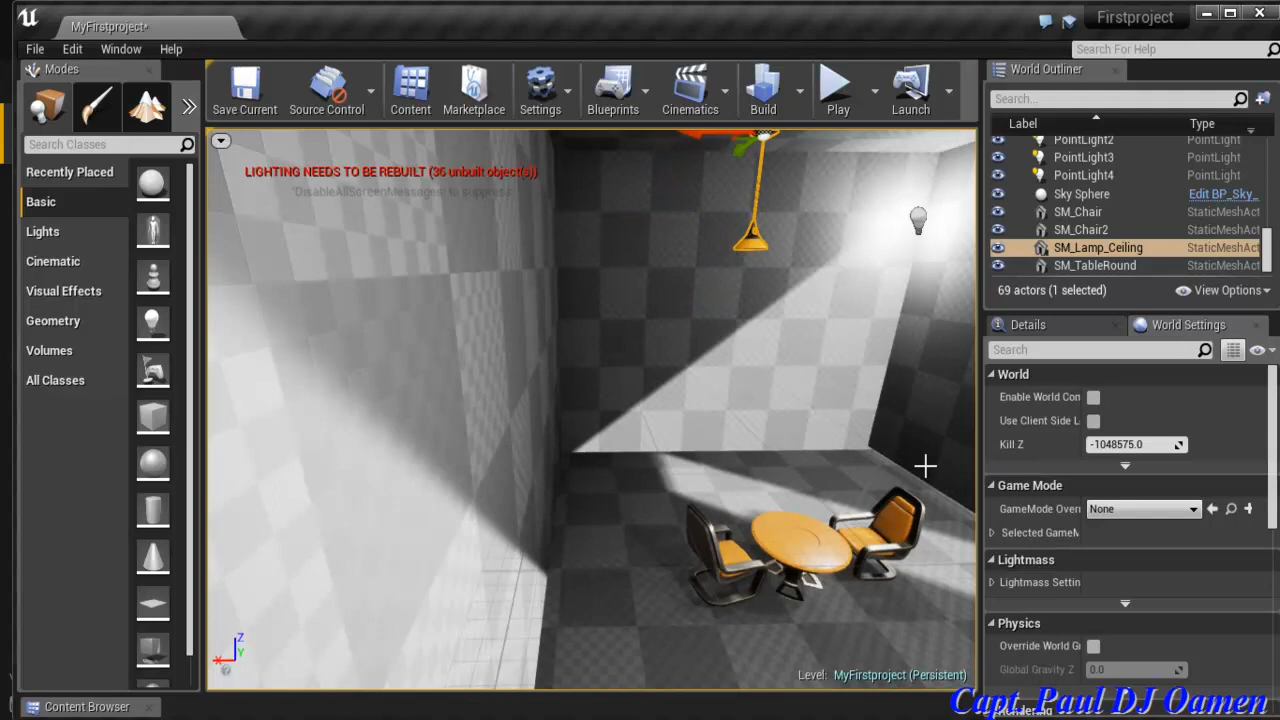 MyFirstproject*
Firstproject
File Edit Window Help
Search For Help
Modes
Search Classes
Recently Placed
Basic
Lights
Cinematic
Visual Effects
Geometry
Volumes
All Classes
Save Current Source Control Content Marketplace Settings Blueprints Cinematics Build Play Launch
LIGHTING NEEDS TO BE REBUILT (36 unbuilt object(s))
'DisableAllScreenMessages' to suppress
Z
Y
X
Level: MyFirstproject (Persistent)
World Outliner
Search...
Label Type
PointLight2 PointLight
PointLight3 PointLight
PointLight4 PointLight
Sky Sphere Edit BP_Sky_
SM_Chair StaticMeshAct
SM_Chair2 StaticMeshAct
SM_Lamp_Ceiling StaticMeshAct
SM_TableRound StaticMeshAct
69 actors (1 selected) View Options
Details World Settings
Search
World
Enable World Con
Use Client Side L
Kill Z -1048575.0
Game Mode
GameMode Over None
Selected GameM
Lightmass
Lightmass Settin
Physics
Override World G
Global Gravity Z 0.0
Rendering
Content Browser
Capt. Paul DJ Oamen